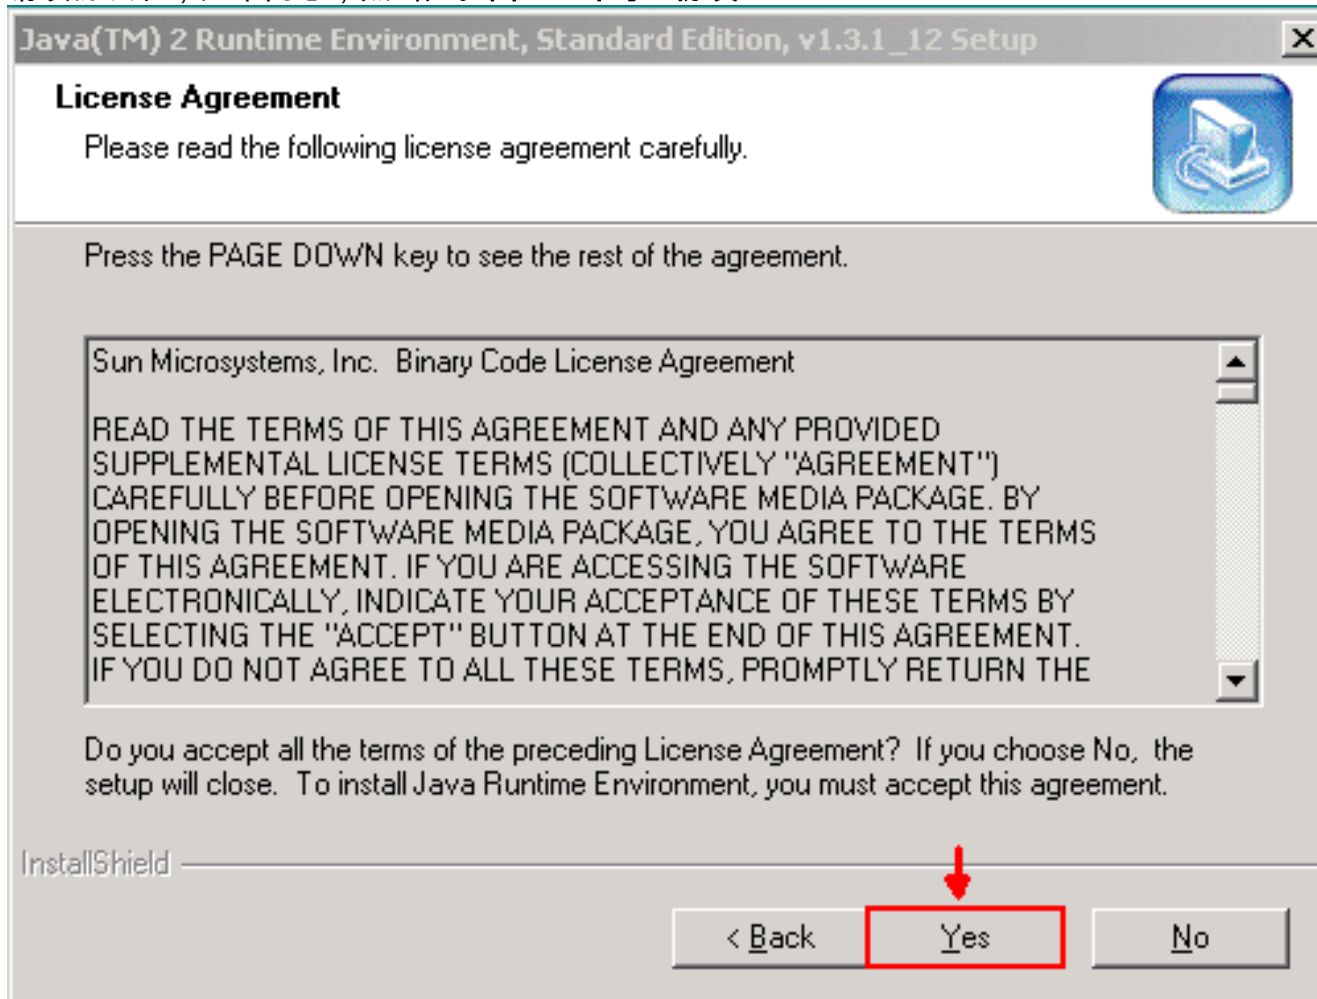 Java(TM) 2 Runtime Environment, Standard Edition, v1.3.1_12 Setup
License Agreement
Please read the following license agreement carefully.
Press the PAGE DOWN key to see the rest of the agreement.
Sun Microsystems, Inc.  Binary Code License Agreement
READ THE TERMS OF THIS AGREEMENT AND ANY PROVIDED
SUPPLEMENTAL LICENSE TERMS (COLLECTIVELY "AGREEMENT")
CAREFULLY BEFORE OPENING THE SOFTWARE MEDIA PACKAGE. BY
OPENING THE SOFTWARE MEDIA PACKAGE, YOU AGREE TO THE TERMS
OF THIS AGREEMENT. IF YOU ARE ACCESSING THE SOFTWARE
ELECTRONICALLY, INDICATE YOUR ACCEPTANCE OF THESE TERMS BY
SELECTING THE "ACCEPT" BUTTON AT THE END OF THIS AGREEMENT.
IF YOU DO NOT AGREE TO ALL THESE TERMS, PROMPTLY RETURN THE
Do you accept all the terms of the preceding License Agreement?  If you choose No,  the
setup will close.  To install Java Runtime Environment, you must accept this agreement.
InstallShield
< Back
Yes
No